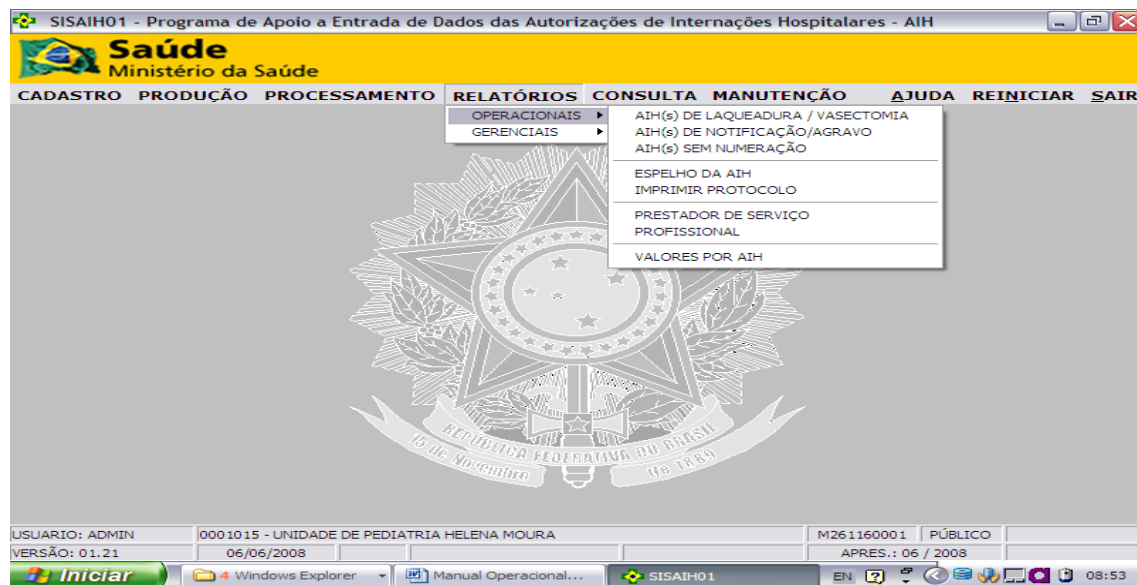 SISAIH01 - Programa de Apoio a Entrada de Dados das Autorizações de Internações Hospitalares - AIH
Saúde
Ministério da Saúde
CADASTRO PRODUÇÃO PROCESSAMENTO RELATÓRIOS CONSULTA MANUTENÇÃO AJUDA REINICIAR SAIR
OPERACIONAIS
GERENCIAIS
AIH(s) DE LAQUEADURA / VASECTOMIA
AIH(s) DE NOTIFICAÇÃO/AGRAVO
AIH(s) SEM NUMERAÇÃO
ESPELHO DA AIH
IMPRIMIR PROTOCOLO
PRESTADOR DE SERVIÇO
PROFISSIONAL
VALORES POR AIH
REPÚBLICA FEDERATIVA DO BRASIL
15 de Novembro de 1889
USUARIO: ADMIN 0001015 - UNIDADE DE PEDIATRIA HELENA MOURA M261160001 PÚBLICO
VERSÃO: 01.21 06/06/2008 APRES.: 06 / 2008
Iniciar 4 Windows Explorer Manual Operacional... SISAIH01 EN 08:53